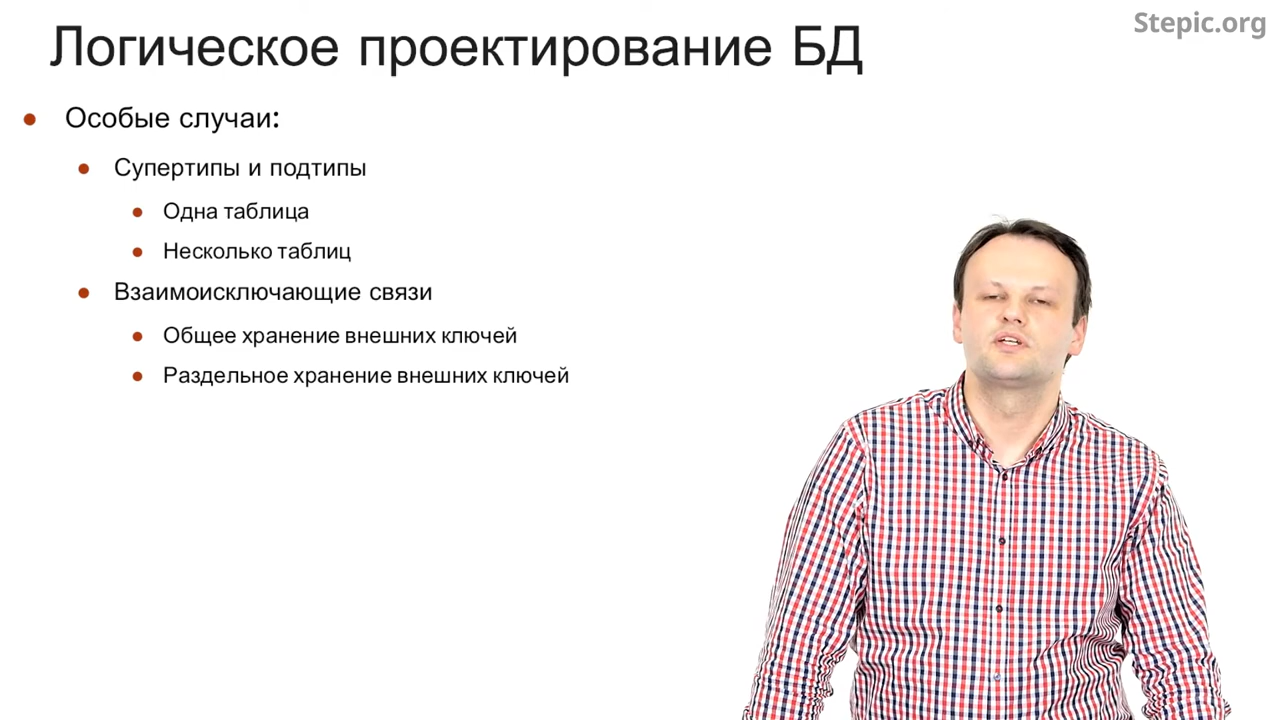 Stepic.org
Логическое проектирование БД
Особые случаи:
Супертипы и подтипы
Одна таблица
Несколько таблиц
Взаимоисключающие связи
Общее хранение внешних ключей
Раздельное хранение внешних ключей